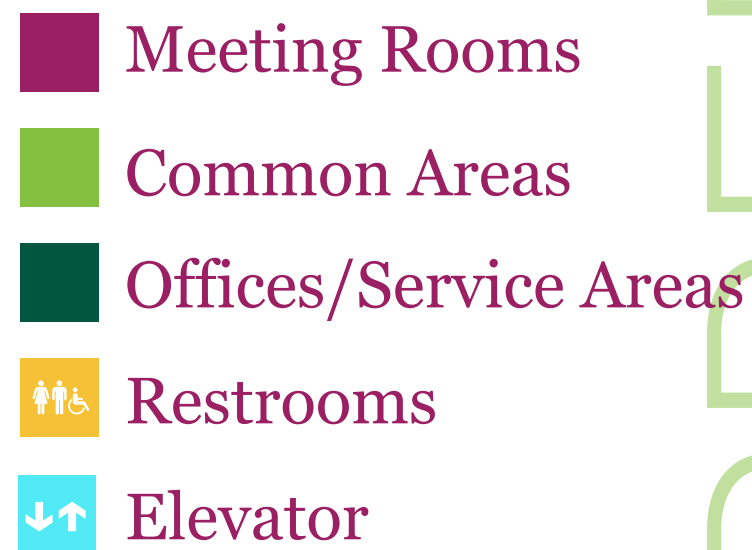 Meeting Rooms
Common Areas
Offices/Service Areas
Restrooms
Elevator